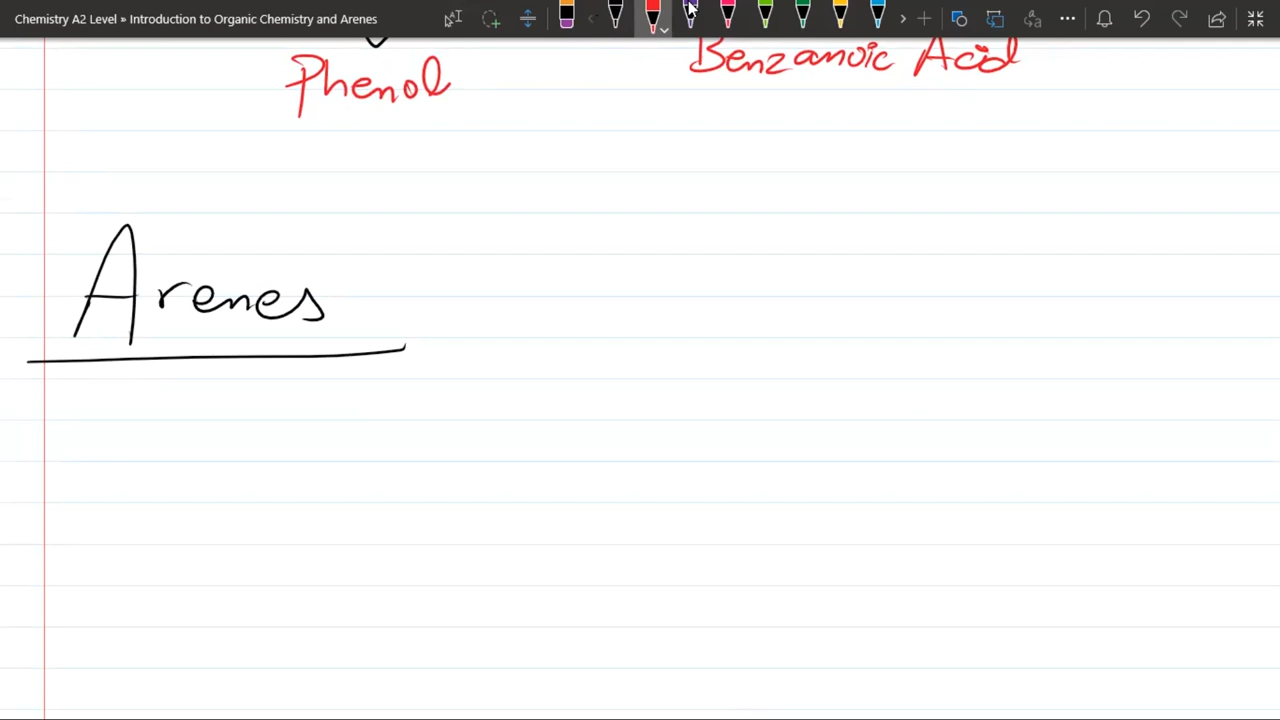 Chemistry A2 Level » Introduction to Organic Chemistry and Arenes
Phenol Benzanoic Acid
Arenes